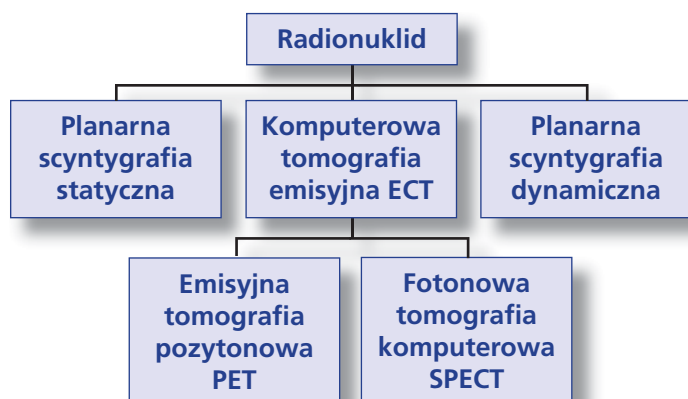 Radionuklid
Planarna
scyntygrafia
statyczna
Komputerowa
tomografia
emisyjna ECT
Planarna
scyntygrafia
dynamiczna
Emisyjna
tomografia
pozytonowa
PET
Fotonowa
tomografia
komputerowa
SPECT